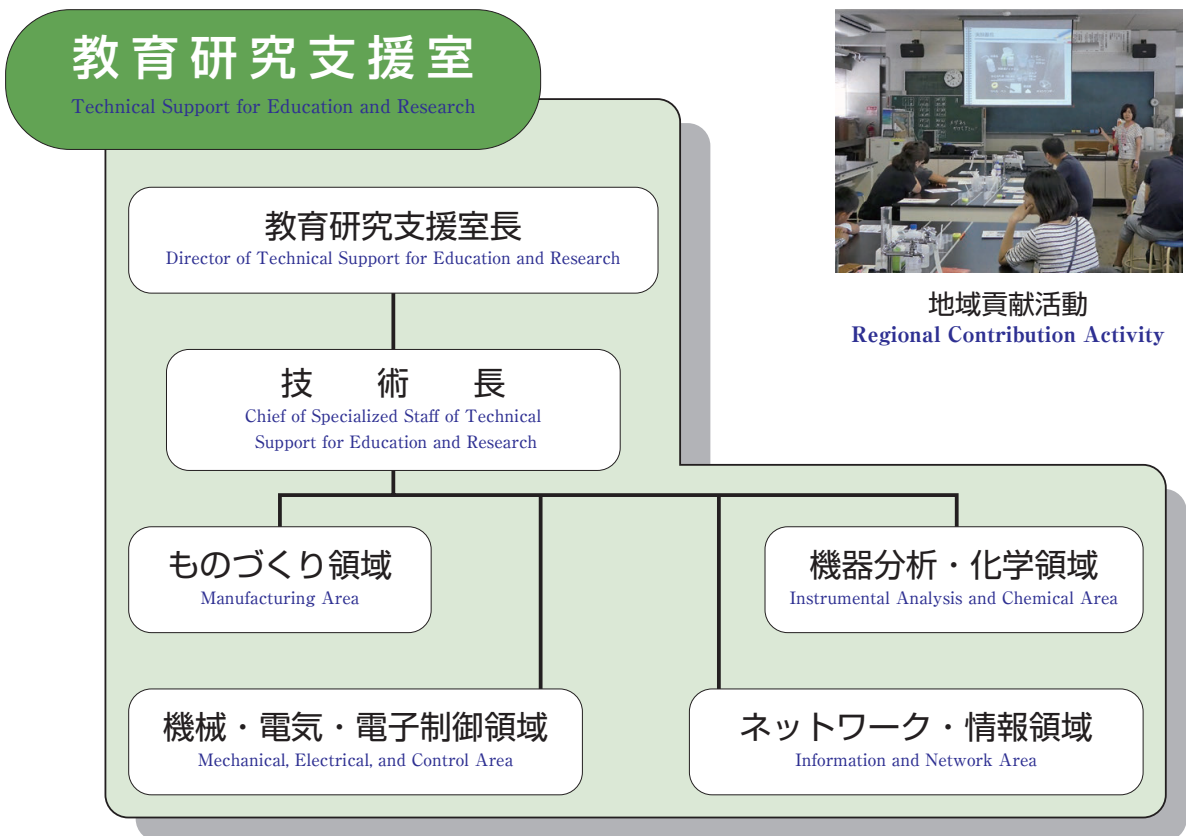 教育研究支援室
Technical Support for Education and Research
教育研究支援室長
Director of Technical Support for Education and Research
技 術 長
Chief of Specialized Staff of Technical
Support for Education and Research
ものづくり領域
Manufacturing Area
機器分析・化学領域
Instrumental Analysis and Chemical Area
機械・電気・電子制御領域
Mechanical, Electrical, and Control Area
ネットワーク・情報領域
Information and Network Area
地域貢献活動
Regional Contribution Activity